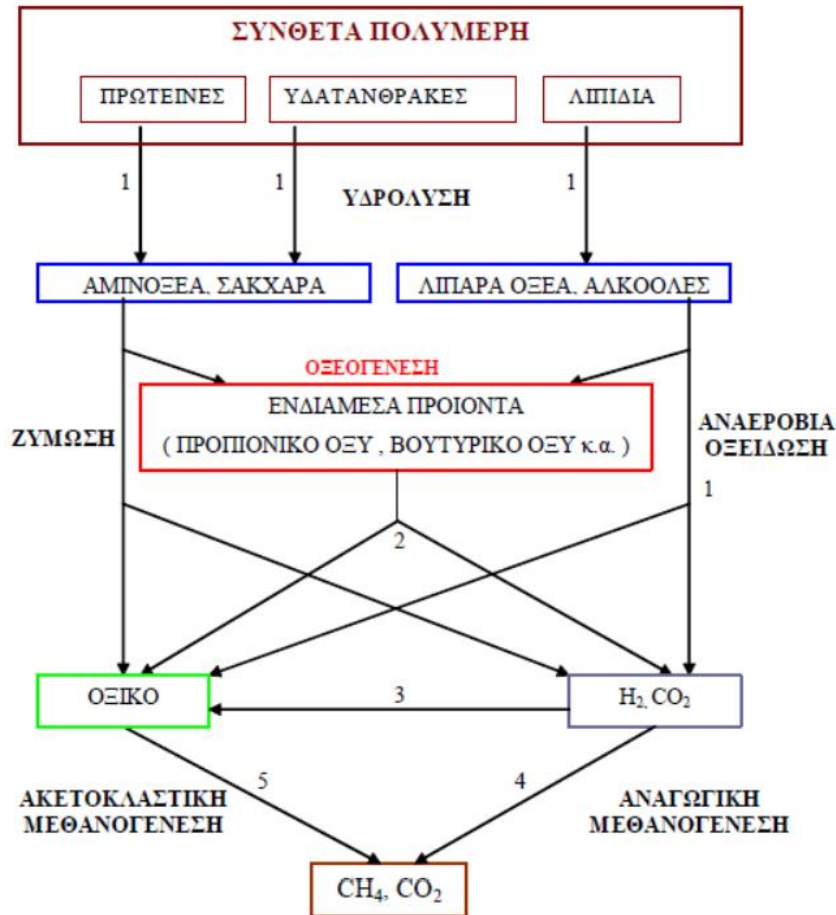 ΣΥΝΘΕΤΑ ΠΟΛΥΜΕΡΗ
ΠΡΩΤΕΙΝΕΣ ΥΔΑΤΑΝΘΡΑΚΕΣ ΛΙΠΙΔΙΑ
1 1 1
ΥΔΡΟΛΥΣΗ
ΑΜΙΝΟΞΕΑ, ΣΑΚΧΑΡΑ ΛΙΠΑΡΑ ΟΞΕΑ, ΑΛΚΟΟΛΕΣ
ΟΞΕΟΓΕΝΕΣΗ
ΕΝΔΙΑΜΕΣΑ ΠΡΟΙΟΝΤΑ
( ΠΡΟΠΙΟΝΙΚΟ ΟΞΥ , ΒΟΥΤΥΡΙΚΟ ΟΞΥ κ.α. )
ΖΥΜΩΣΗ
ΑΝΑΕΡΟΒΙΑ
ΟΞΕΙΔΩΣΗ
1
2
ΟΞΙΚΟ
3
H₂, CO₂
5
4
ΑΚΕΤΟΚΛΑΣΤΙΚΗ
ΜΕΘΑΝΟΓΕΝΕΣΗ
ΑΝΑΓΩΓΙΚΗ
ΜΕΘΑΝΟΓΕΝΕΣΗ
CH₄, CO₂